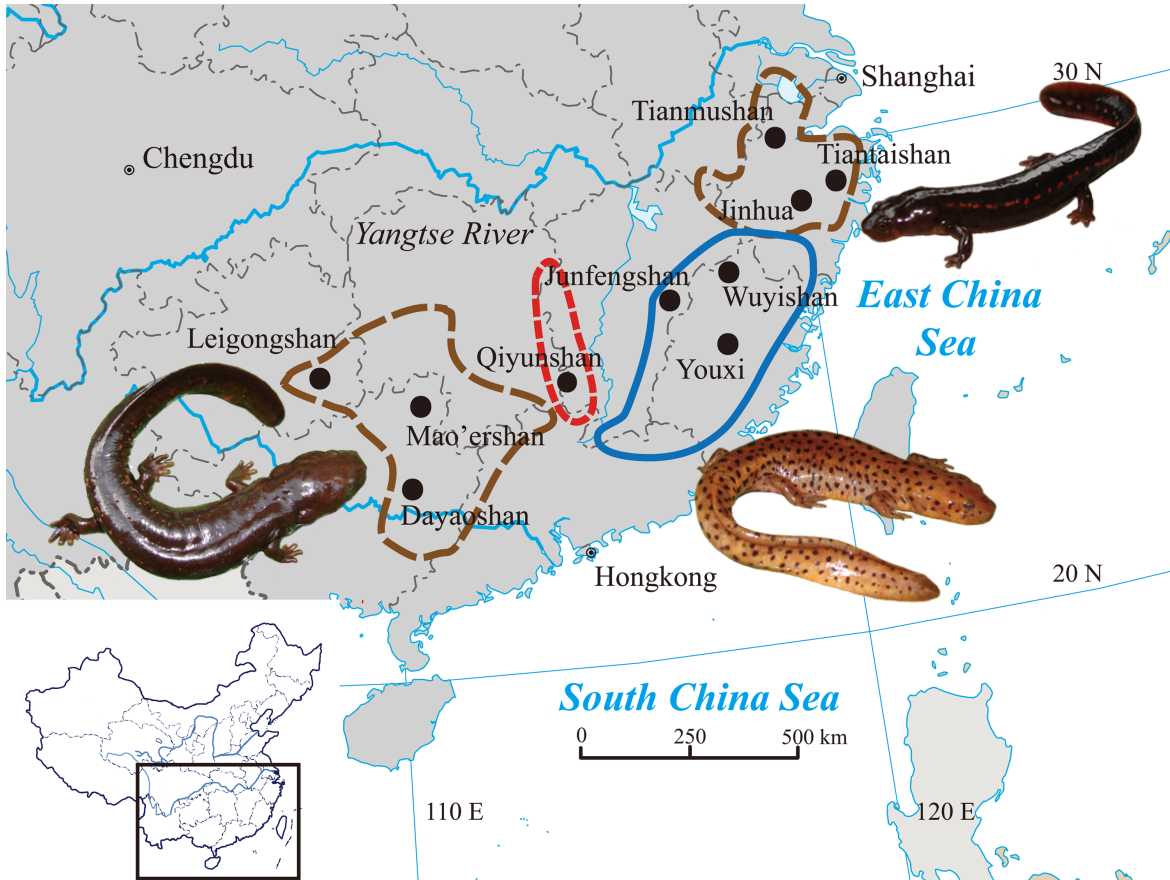 30 N
Shanghai
Tianmushan
Chengdu
Tiantaishan
Jinhua
Yangtse River
Junfengshan
Wuyishan
East China
Sea
Leigongshan
Qiyunshan
Youxi
Mao’ershan
Dayaoshan
Hongkong
20 N
South China Sea
0 250 500 km
110 E
120 E